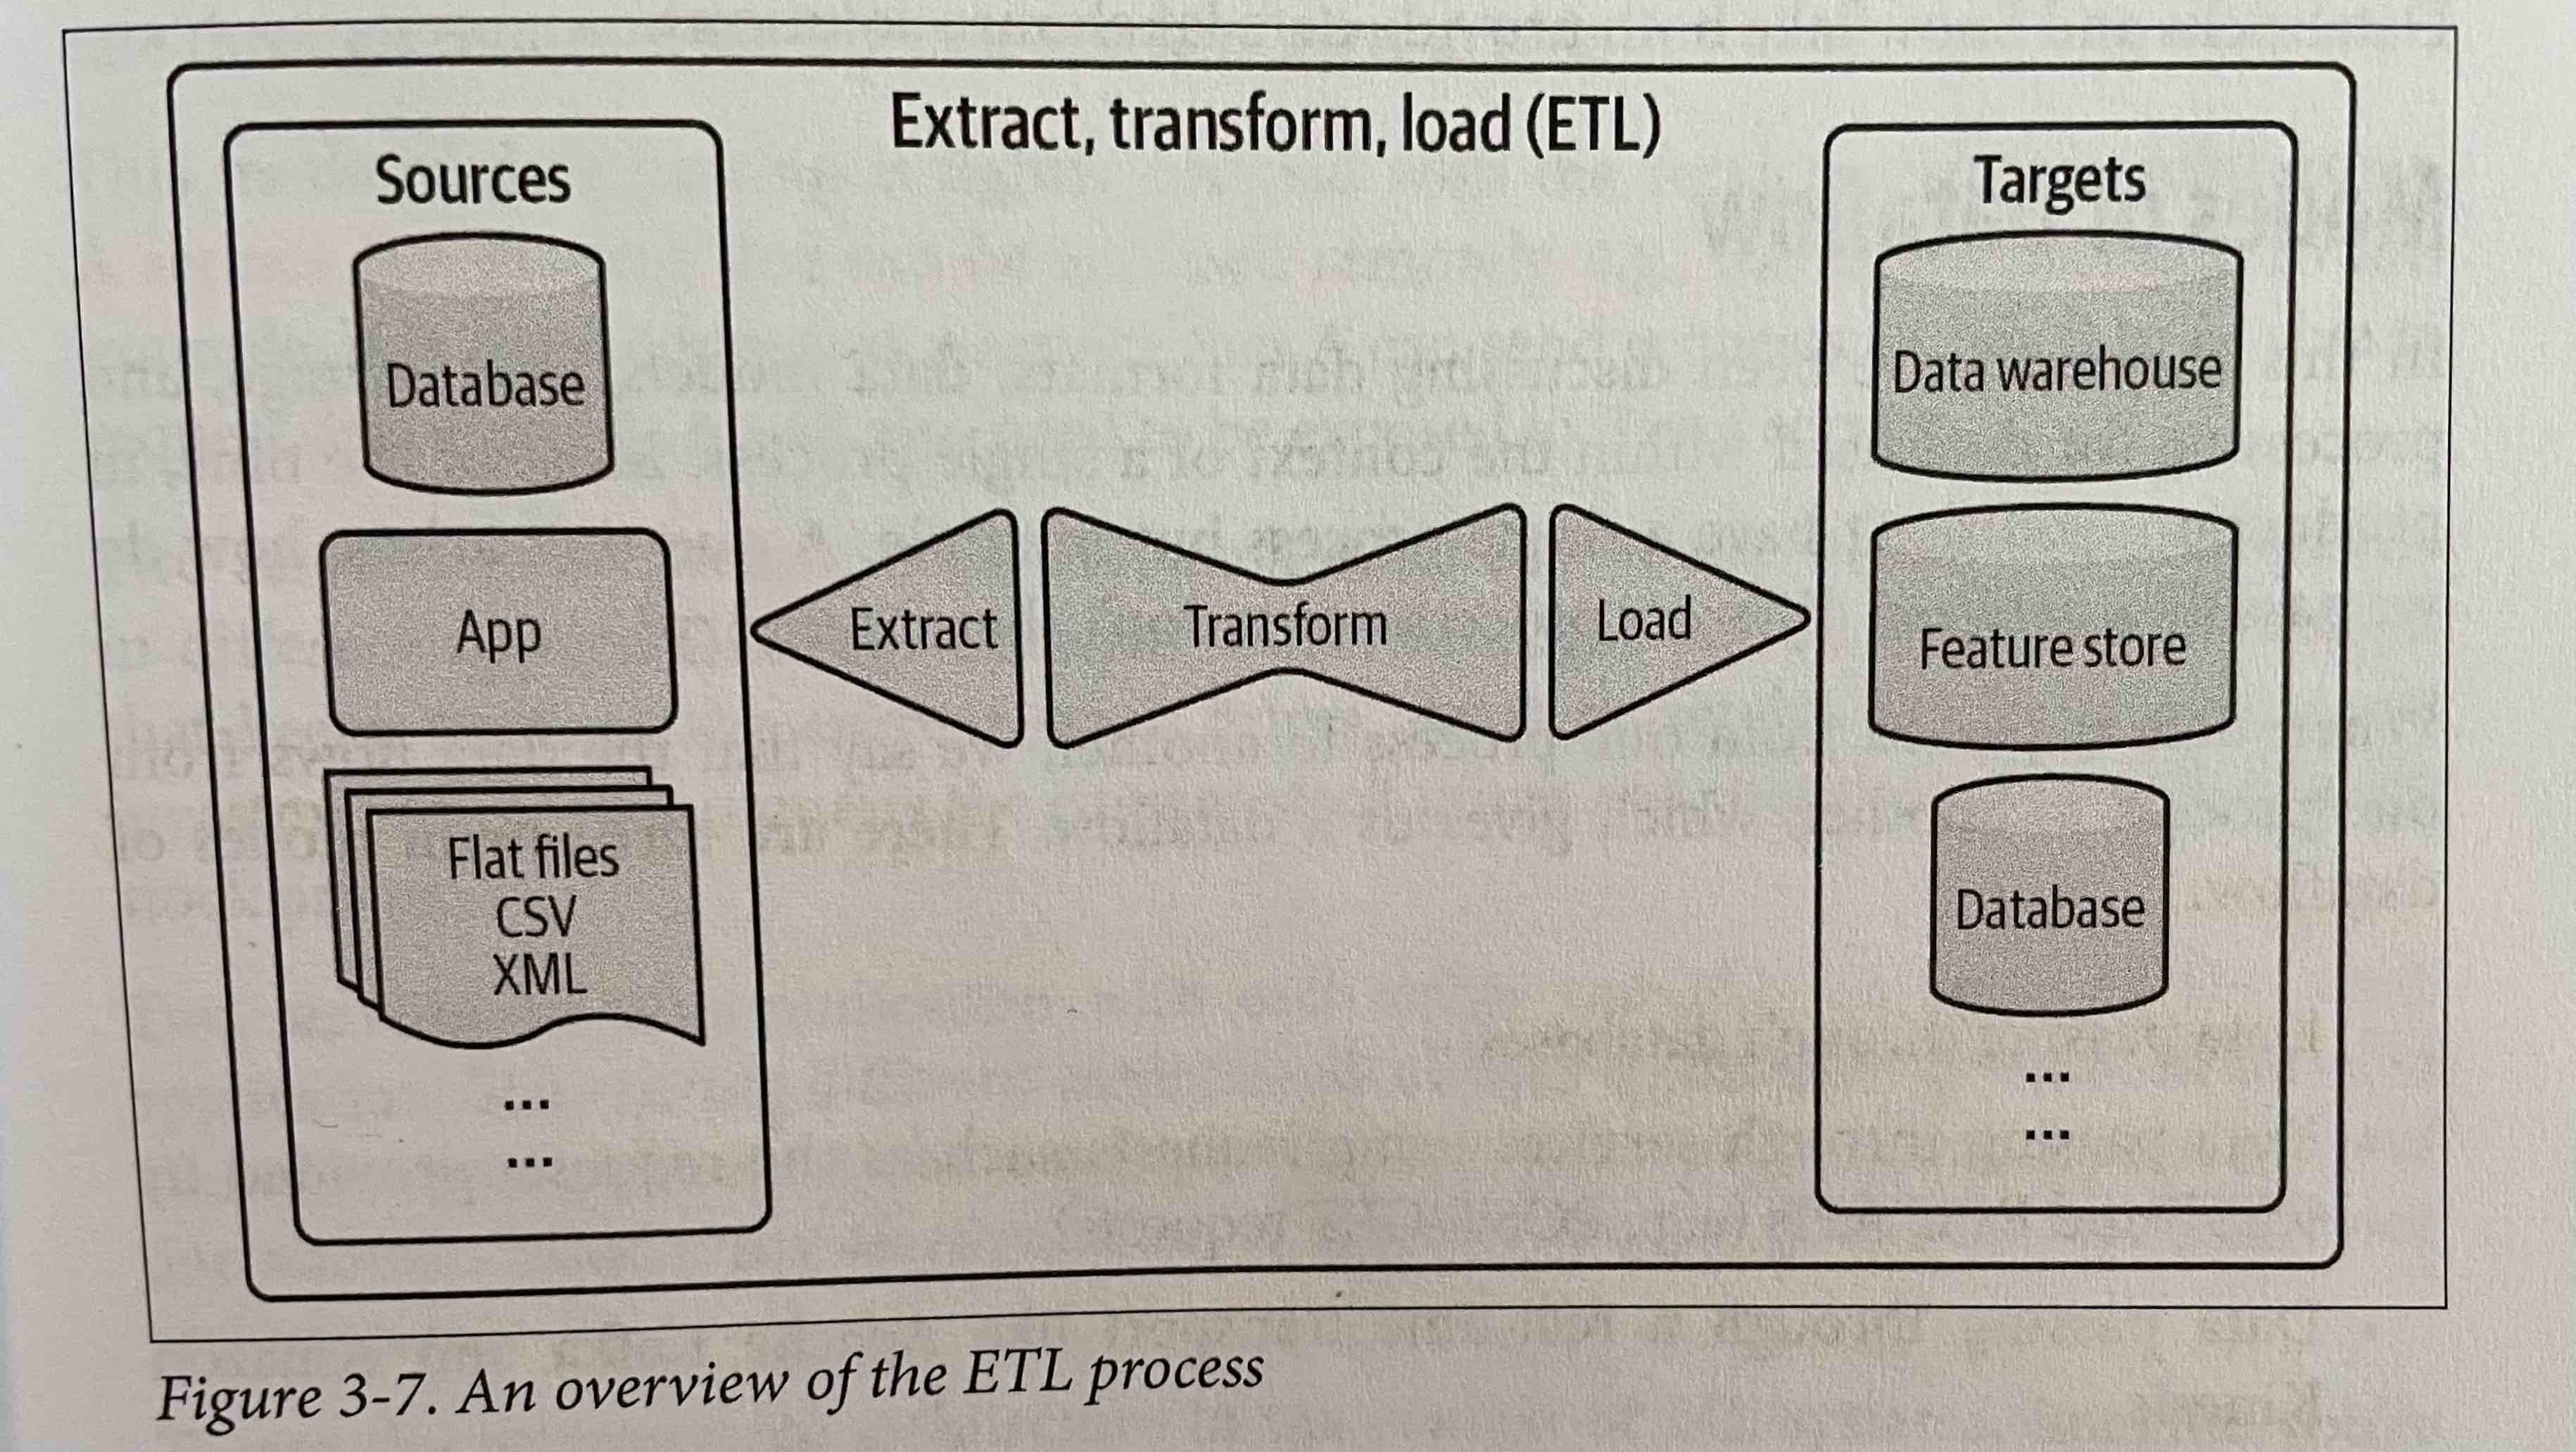 Extract, transform, load (ETL)
Sources
Database
App
Flat files
CSV
XML
...
...
Extract
Transform
Load
Targets
Data warehouse
Feature store
Database
...
...
Figure 3-7. An overview of the ETL process